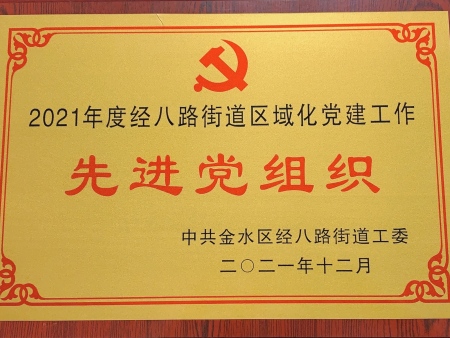 2021年度经八路街道区域化党建工作
先进党组织
中共金水区经八路街道工委
二〇二一年十二月